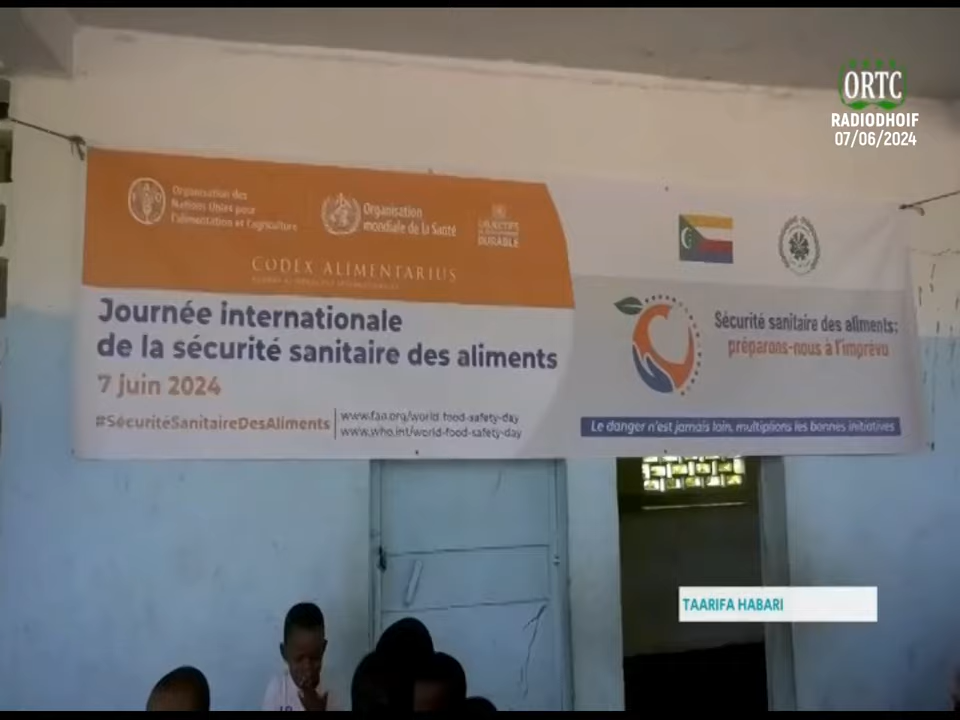 ORTC
RADIODHOIF
07/06/2024
Organisation des
Nations Unies pour
l'alimentation et l'agriculture
Organisation
mondiale de la Santé
OBJECTIFS
DURABLE
CODEX ALIMENTARIUS
Journée internationale
de la sécurité sanitaire des aliments
7 juin 2024
#SécuritéSanitaireDesAliments
www.fao.org/world-food-safety-day
www.who.int/world-food-safety-day
Sécurité sanitaire des aliments:
préparons-nous à l'imprévu
Le danger n'est jamais loin, multiplions les bonnes initiatives
TAARIFA HABARI